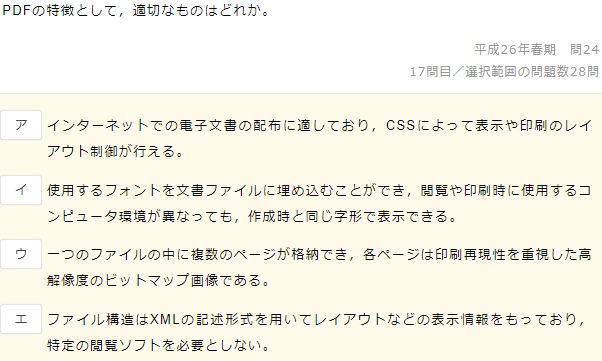 PDFの特徴として，適切なものはどれか。
平成26年春期　問24
17問目／選択範囲の問題数28問
ア
インターネットでの電子文書の配布に適しており，CSSによって表示や印刷のレイ
アウト制御が行える。
イ
使用するフォントを文書ファイルに埋め込むことができ，閲覧や印刷時に使用するコ
ンピュータ環境が異なっても，作成時と同じ字形で表示できる。
ウ
一つのファイルの中に複数のページが格納でき，各ページは印刷再現性を重視した高
解像度のビットマップ画像である。
エ
ファイル構造はXMLの記述形式を用いてレイアウトなどの表示情報をもっており，
特定の閲覧ソフトを必要としない。